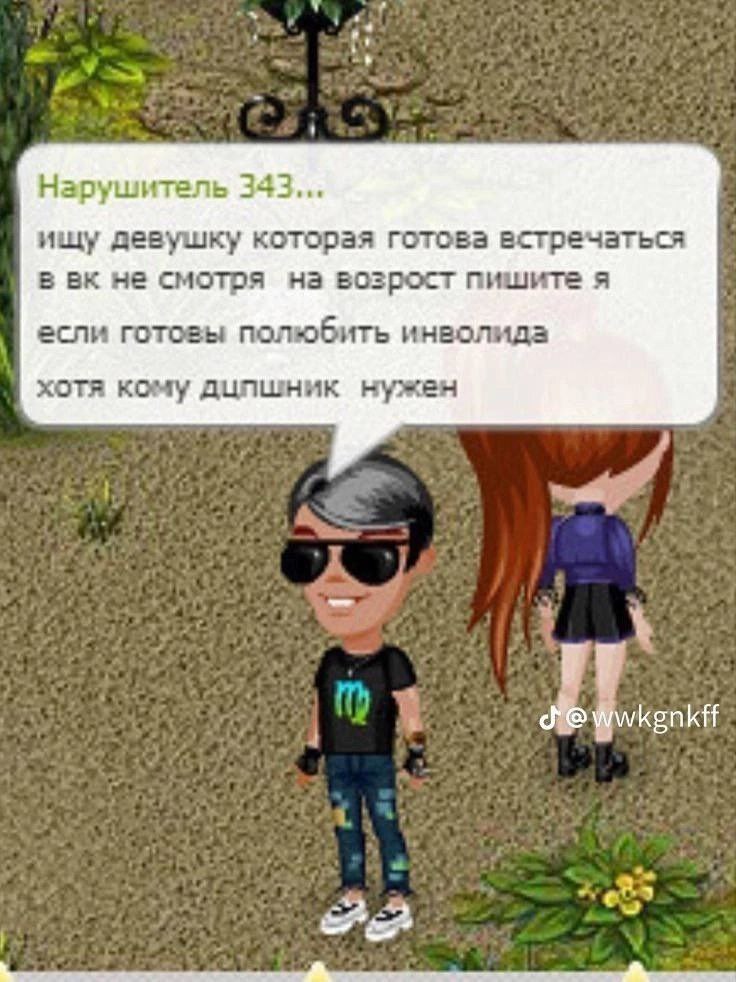 Нарушитель 343...
ищу девушку которая готова встречаться
в вк не смотря на возрост пишите я
если готовы полюбить инволида
хотя кому дцпшник нужен
@wwkgnkff